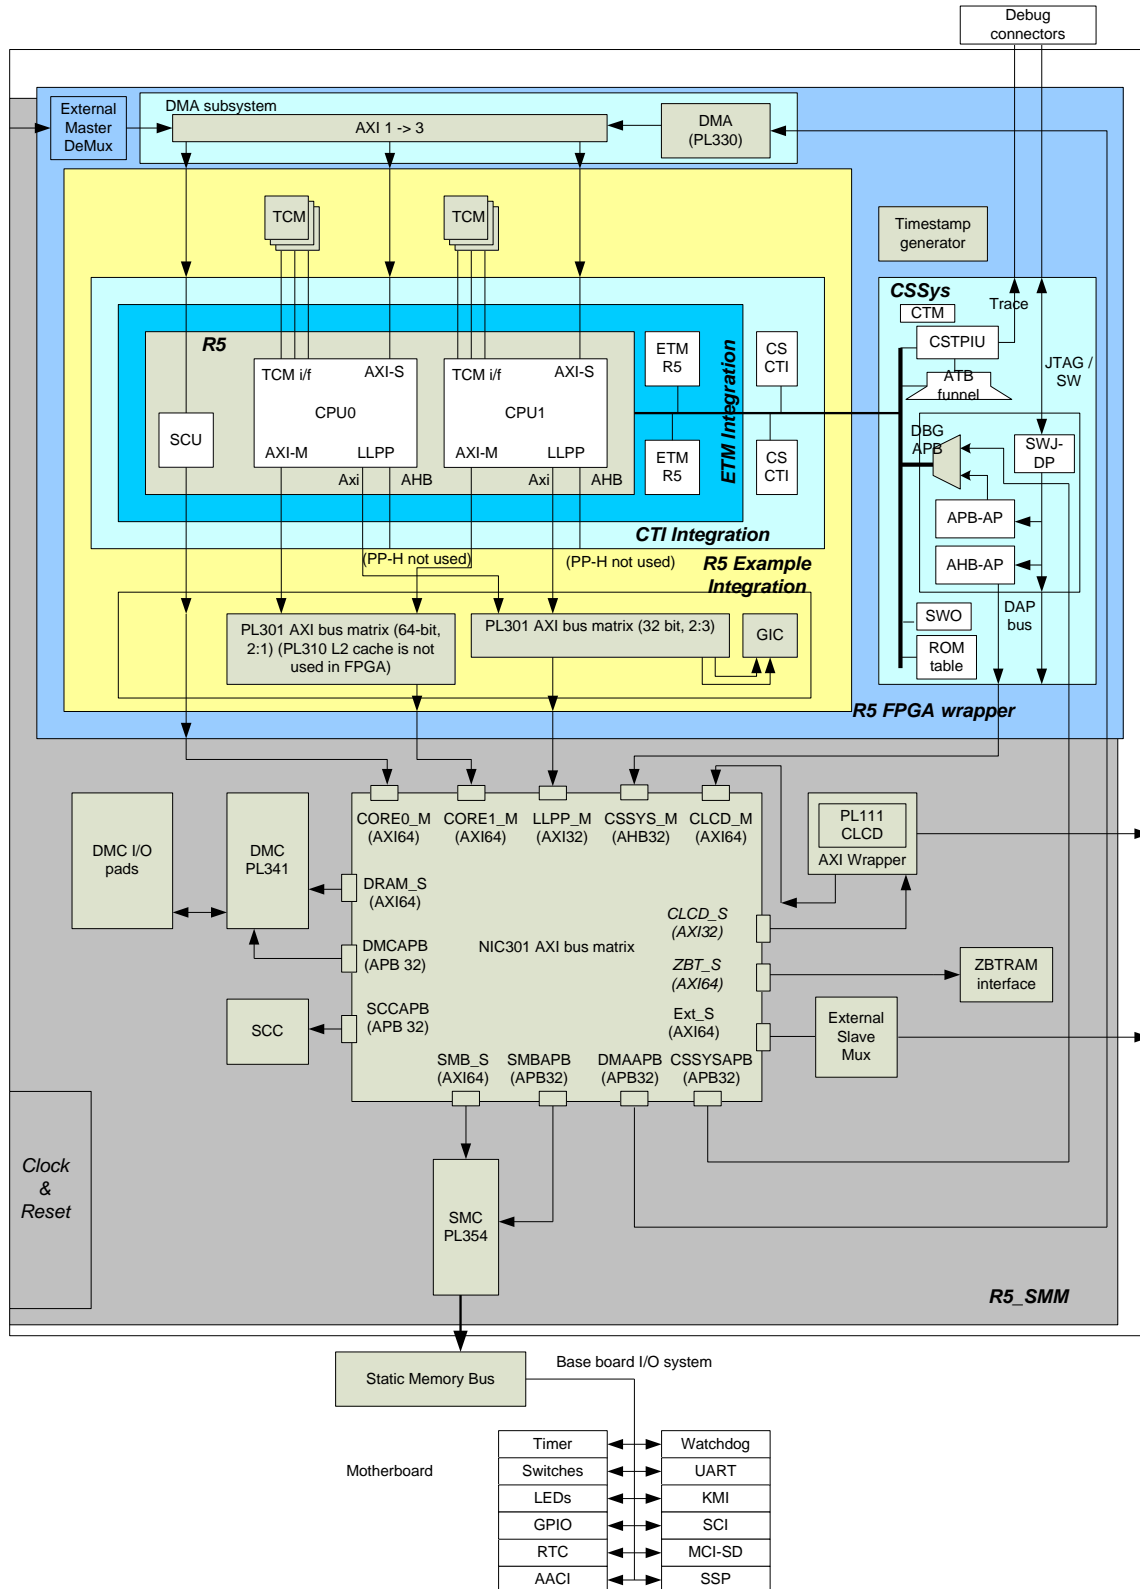 Debug
connectors
External
Master
DeMux
DMA subsystem
AXI 1 -> 3
DMA
(PL330)
TCM
TCM
Timestamp
generator
CSSys
Trace
CTM
CSTPIU
ATB
funnel
JTAG /
SW
DBG
APB
SWJ-
DP
APB-AP
AHB-AP
DAP
bus
SWO
ROM
table
R5
TCM i/f
AXI-S
CPU0
AXI-M
LLPP
TCM i/f
AXI-S
CPU1
AXI-M
LLPP
SCU
Axi
AHB
Axi
AHB
ETM
R5
CS
CTI
ETM
R5
CS
CTI
ETM Integration
CTI Integration
(PP-H not used)
(PP-H not used)
R5 Example
Integration
PL301 AXI bus matrix (64-bit,
2:1) (PL310 L2 cache is not
used in FPGA)
PL301 AXI bus matrix (32 bit, 2:3)
GIC
R5 FPGA wrapper
CORE0_M
(AXI64)
CORE1_M
(AXI64)
LLPP_M
(AXI32)
CSSYS_M
(AHB32)
CLCD_M
(AXI64)
PL111
CLCD
AXI Wrapper
DMC I/O
pads
DMC
PL341
DRAM_S
(AXI64)
DMCAPB
(APB 32)
NIC301 AXI bus matrix
CLCD_S
(AXI32)
ZBT_S
(AXI64)
ZBTRAM
interface
SCC
SCCAPB
(APB 32)
Ext_S
(AXI64)
External
Slave
Mux
SMB_S
(AXI64)
SMBAPB
(APB32)
DMAAPB
(APB32)
CSSYSAPB
(APB32)
Clock
&
Reset
SMC
PL354
R5_SMM
Static Memory Bus
Base board I/O system
Motherboard
Timer
Watchdog
Switches
UART
LEDs
KMI
GPIO
SCI
RTC
MCI-SD
AACI
SSP